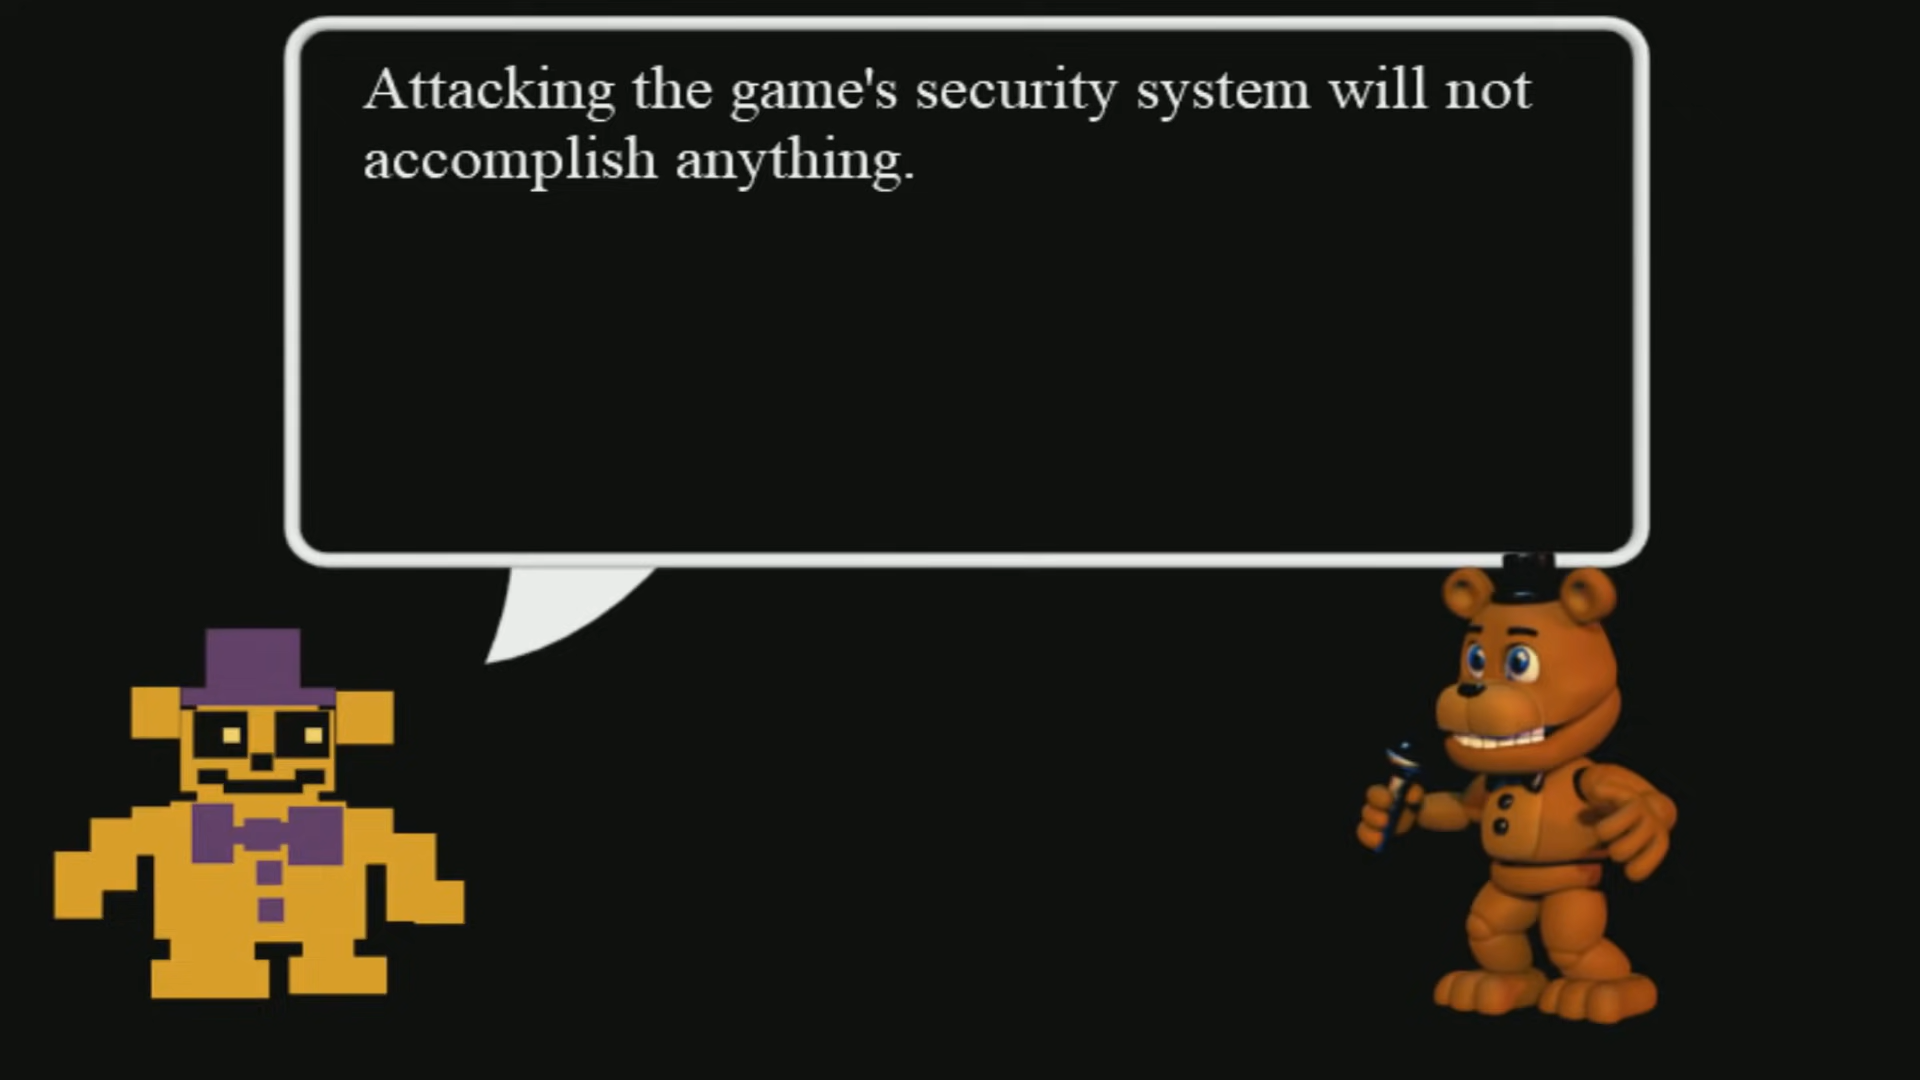 Attacking the game's security system will not
accomplish anything.